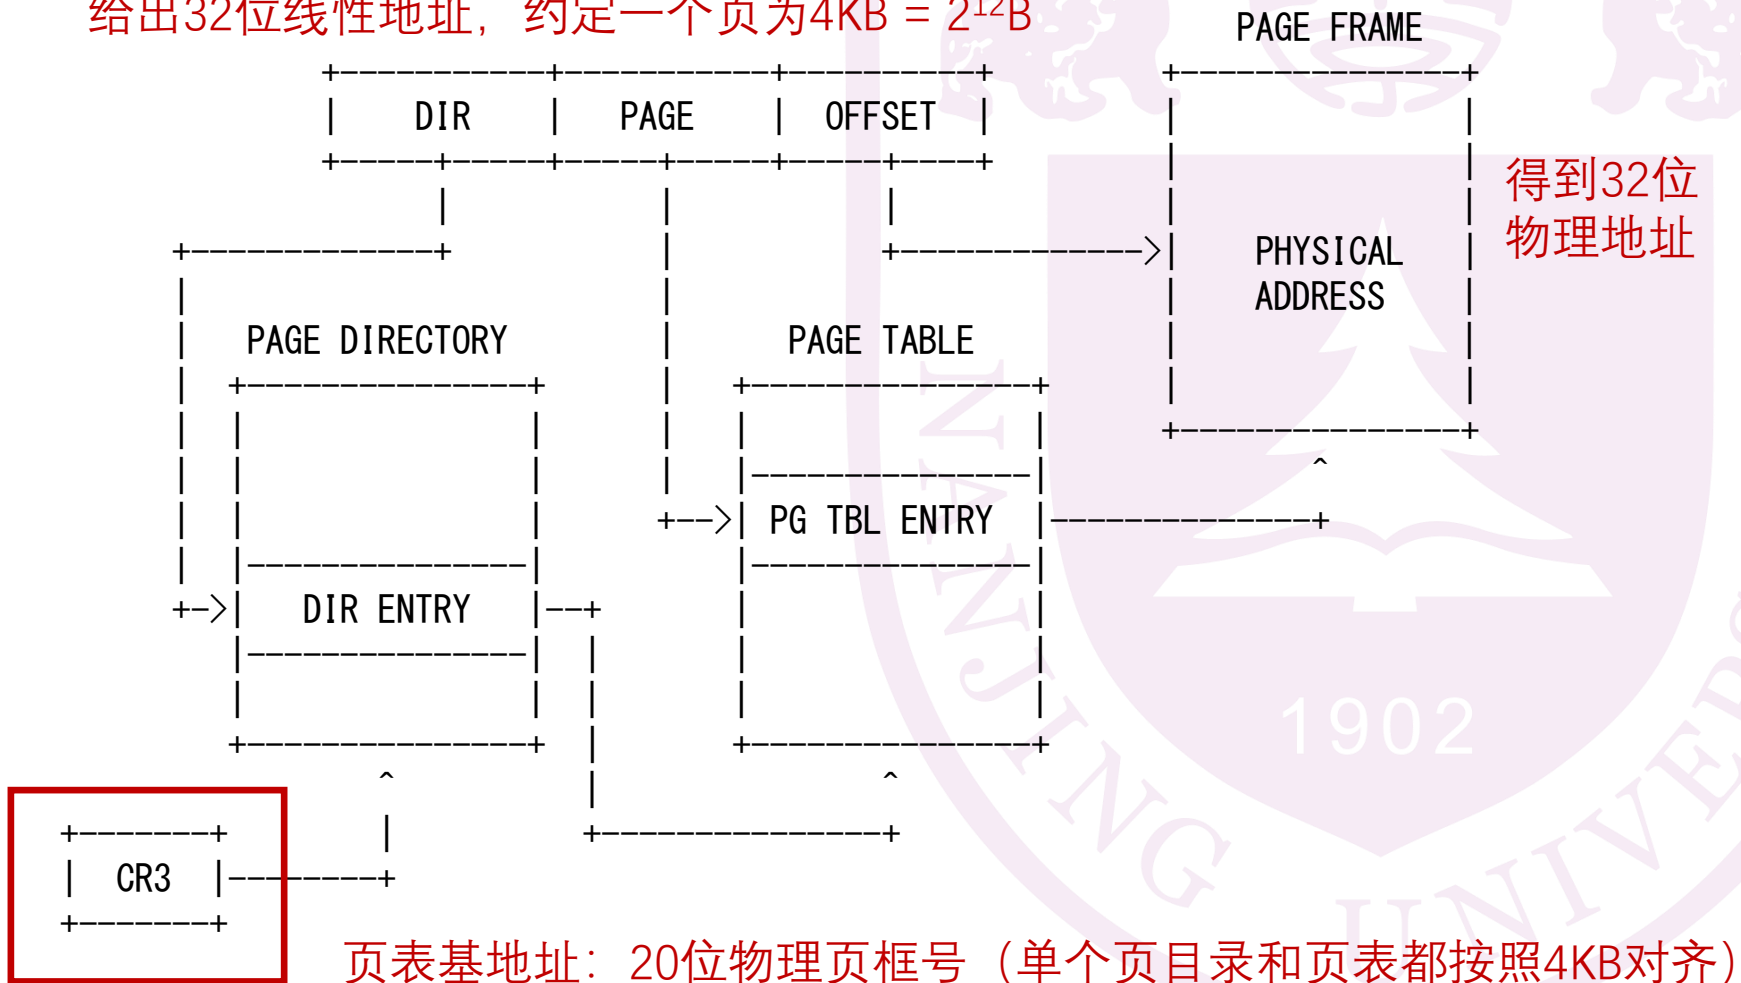 给出32位线性地址，约定一个页为4KB = 2¹²B
PAGE FRAME
DIR PAGE OFFSET
得到32位
物理地址
PHYSICAL
ADDRESS
PAGE DIRECTORY PAGE TABLE
PG TBL ENTRY
DIR ENTRY
CR3
页表基地址：20位物理页框号（单个页目录和页表都按照4KB对齐）
NANJING UNIVER
1902